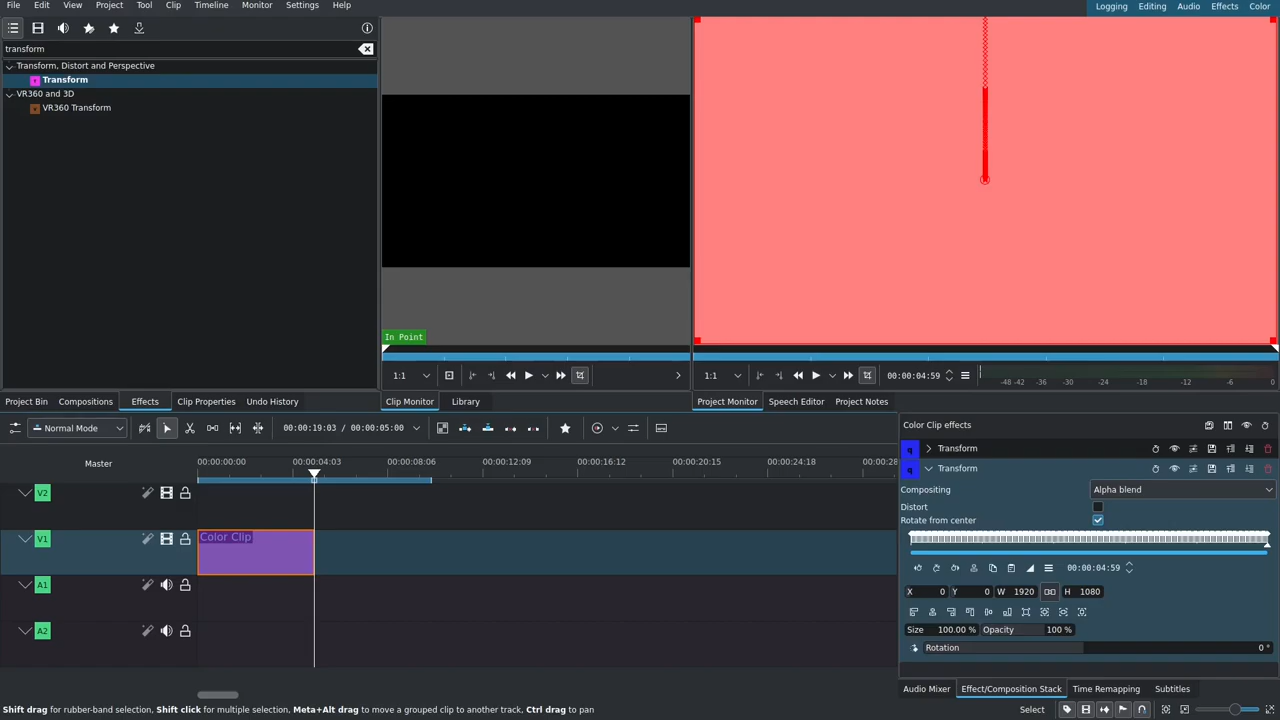 File Edit View Project Tool Clip Timeline Monitor Settings Help
Logging Editing Audio Effects Color
transform
Transform, Distort and Perspective
Transform
VR360 and 3D
VR360 Transform
In Point
1:1
1:1
00:00:04:59
-48 -42 -36 -30 -24 -18 -12 -6 0
Project Bin Compositions Effects Clip Properties Undo History
Clip Monitor Library
Project Monitor Speech Editor Project Notes
Normal Mode
00:00:19:03 / 00:00:05:00
Master
00:00:00:00 00:00:04:03 00:00:08:06 00:00:12:09 00:00:16:12 00:00:20:15 00:00:24:18 00:00:28
V2
V1
Color Clip
A1
A2
Color Clip effects
Transform
Transform
Compositing Alpha blend
Distort
Rotate from center
00:00:04:59
X 0 Y 0 W 1920 H 1080
Size 100.00 % Opacity 100 %
Rotation 0 °
Audio Mixer Effect/Composition Stack Time Remapping Subtitles
Shift drag for rubber-band selection, Shift click for multiple selection, Meta+Alt drag to move a grouped clip to another track, Ctrl drag to pan
Select